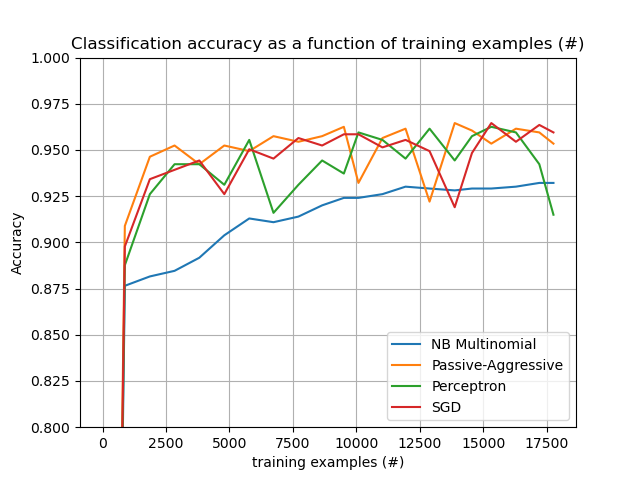 Classification accuracy as a function of training examples (#)
1.000
0.975
0.950
0.925
0.900
0.875
0.850
0.825
0.800
Accuracy
NB Multinomial
Passive-Aggressive
Perceptron
SGD
0 2500 5000 7500 10000 12500 15000 17500
training examples (#)